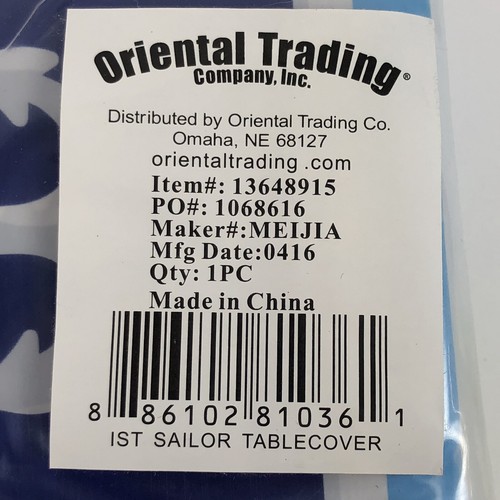 Oriental Trading®
Company, Inc.
Distributed by Oriental Trading Co.
Omaha, NE 68127
orientaltrading .com
Item#: 13648915
PO#: 1068616
Maker#:MEIJIA
Mfg Date:0416
Qty: 1PC
Made in China
8 86102 81036 1
IST SAILOR TABLECOVER